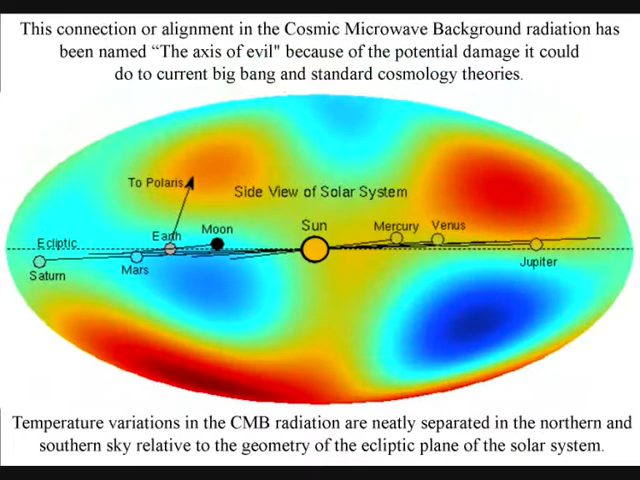 This connection or alignment in the Cosmic Microwave Background radiation has
been named “The axis of evil" because of the potential damage it could
do to current big bang and standard cosmology theories.
To Polaris
Side View of Solar System
Sun
Mercury
Venus
Moon
Earth
Ecliptic
Saturn
Mars
Jupiter
Temperature variations in the CMB radiation are neatly separated in the northern and
southern sky relative to the geometry of the ecliptic plane of the solar system.